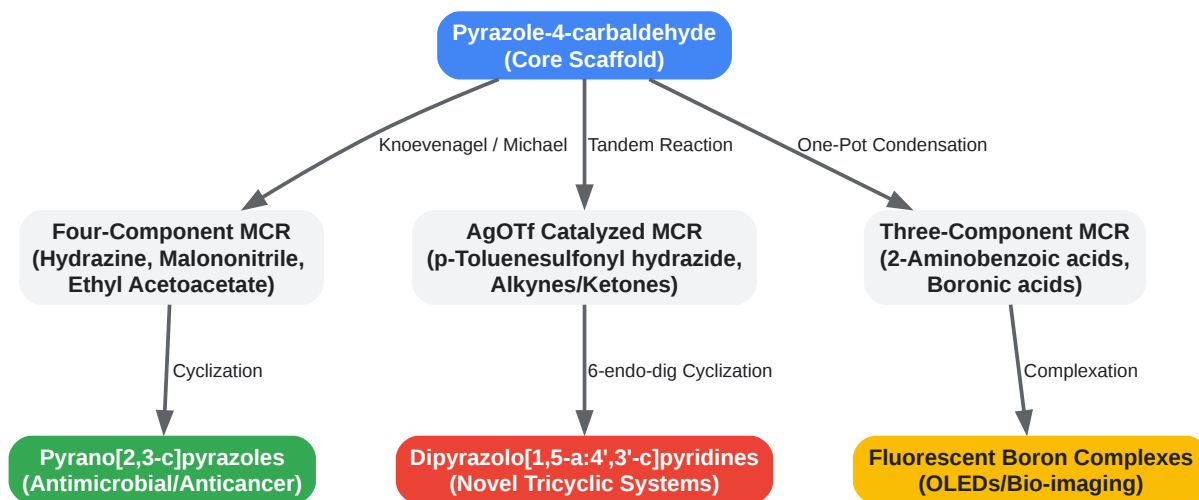 Pyrazole-4-carbaldehyde
(Core Scaffold)
Knoevenagel / Michael
Tandem Reaction
One-Pot Condensation
Four-Component MCR
(Hydrazine, Malononitrile,
Ethyl Acetoacetate)
AgOTf Catalyzed MCR
(p-Toluenesulfonyl hydrazide,
Alkynes/Ketones)
Three-Component MCR
(2-Aminobenzoic acids,
Boronic acids)
Cyclization
6-endo-dig Cyclization
Complexation
Pyrano[2,3-c]pyrazoles
(Antimicrobial/Anticancer)
Dipyrazolo[1,5-a:4',3'-c]pyridines
(Novel Tricyclic Systems)
Fluorescent Boron Complexes
(OLEDs/Bio-imaging)